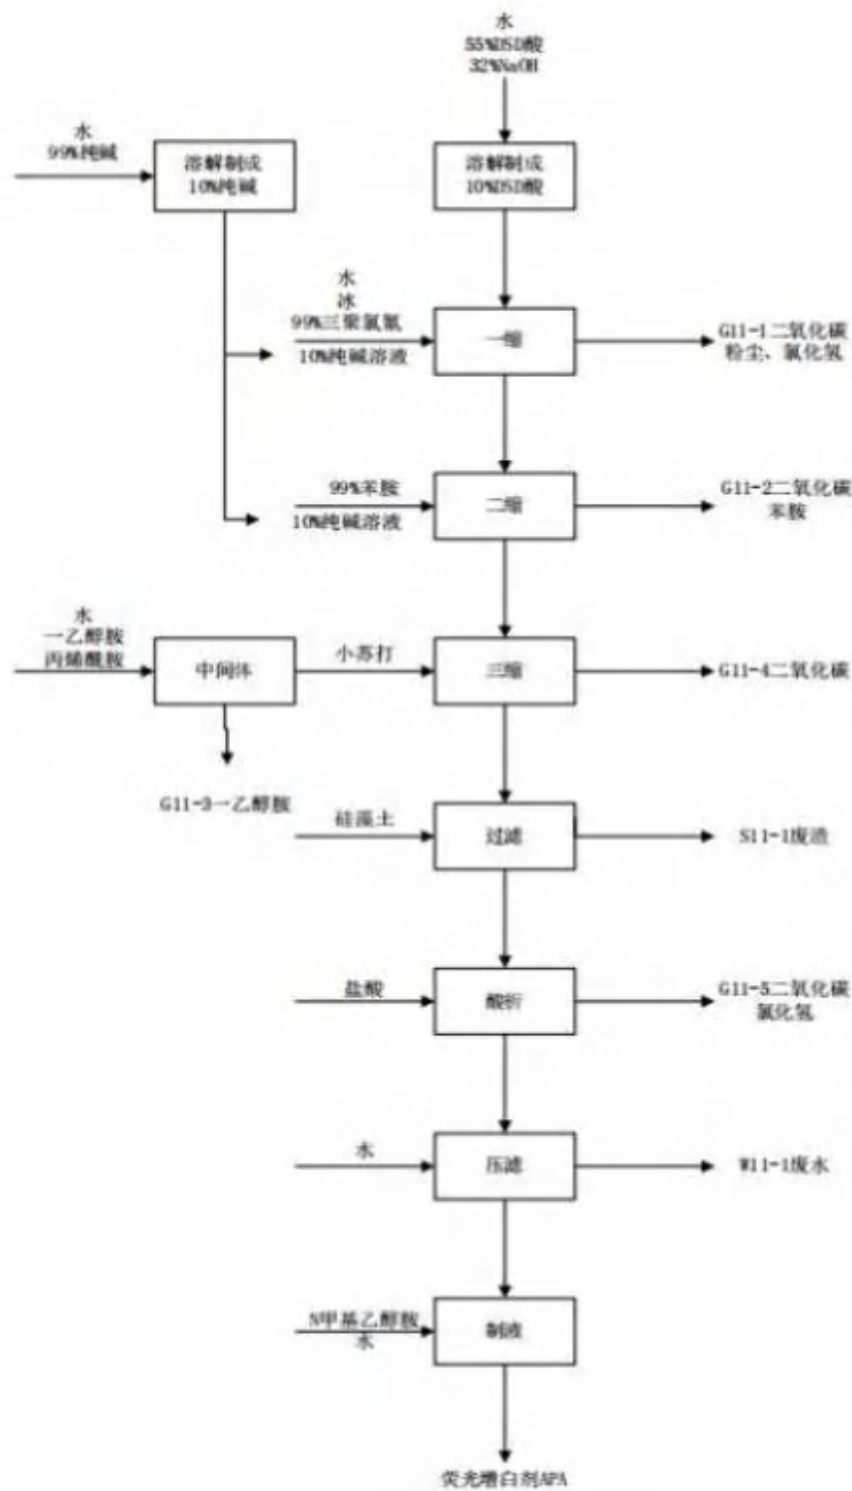 水
55%DSD酸
32%NaOH
水
99%纯碱
溶解制成
10%纯碱
溶解制成
10%DSD酸
水
冰
99%三聚氯氰
10%纯碱溶液
一缩
G11-1二氧化碳
粉尘、氯化氢
99%苯胺
10%纯碱溶液
二缩
G11-2二氧化碳
苯胺
水
一乙醇胺
丙烯酰胺
中间体
小苏打
三缩
G11-4二氧化碳
G11-3一乙醇胺
硅藻土
过滤
S11-1废渣
盐酸
酸析
G11-5二氧化碳
氯化氢
水
压滤
W11-1废水
N甲基乙醇胺
水
制液
荧光增白剂APA